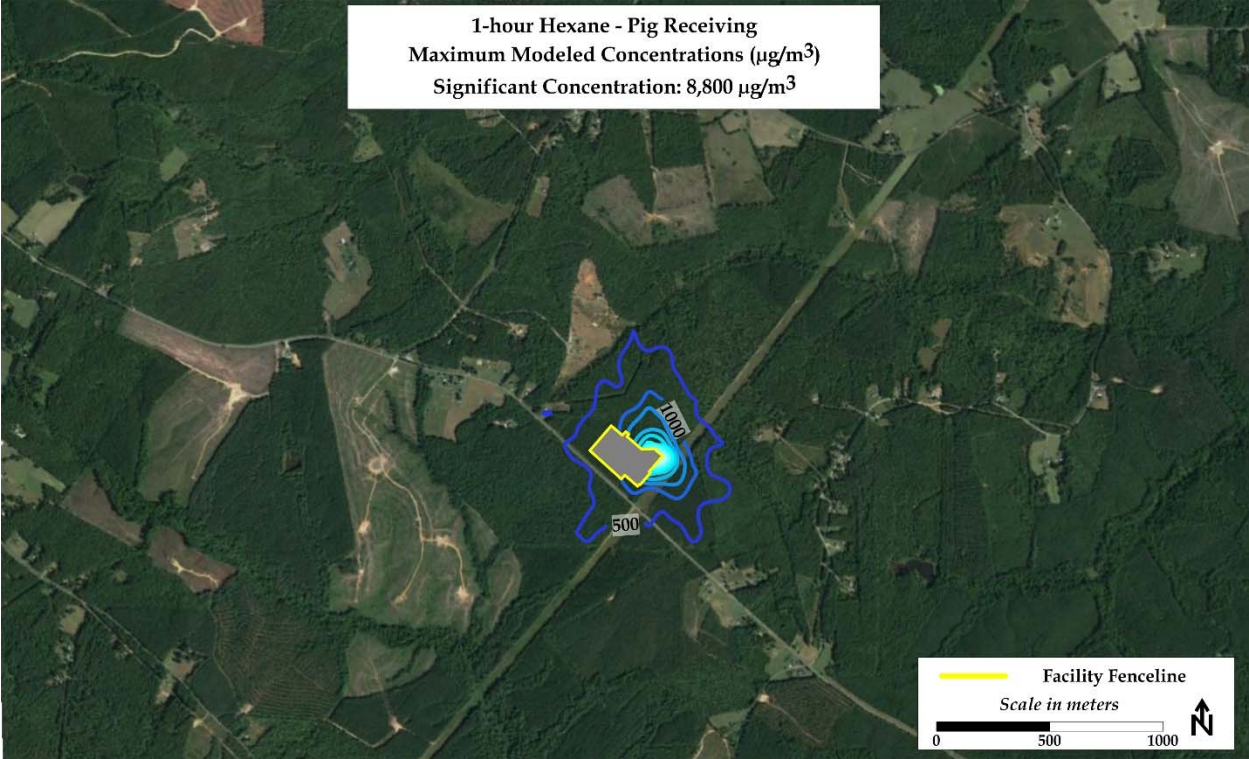 1-hour Hexane - Pig Receiving
Maximum Modeled Concentrations (µg/m³)
Significant Concentration: 8,800 µg/m³
1000
500
Facility Fenceline
Scale in meters
N
0 500 1000